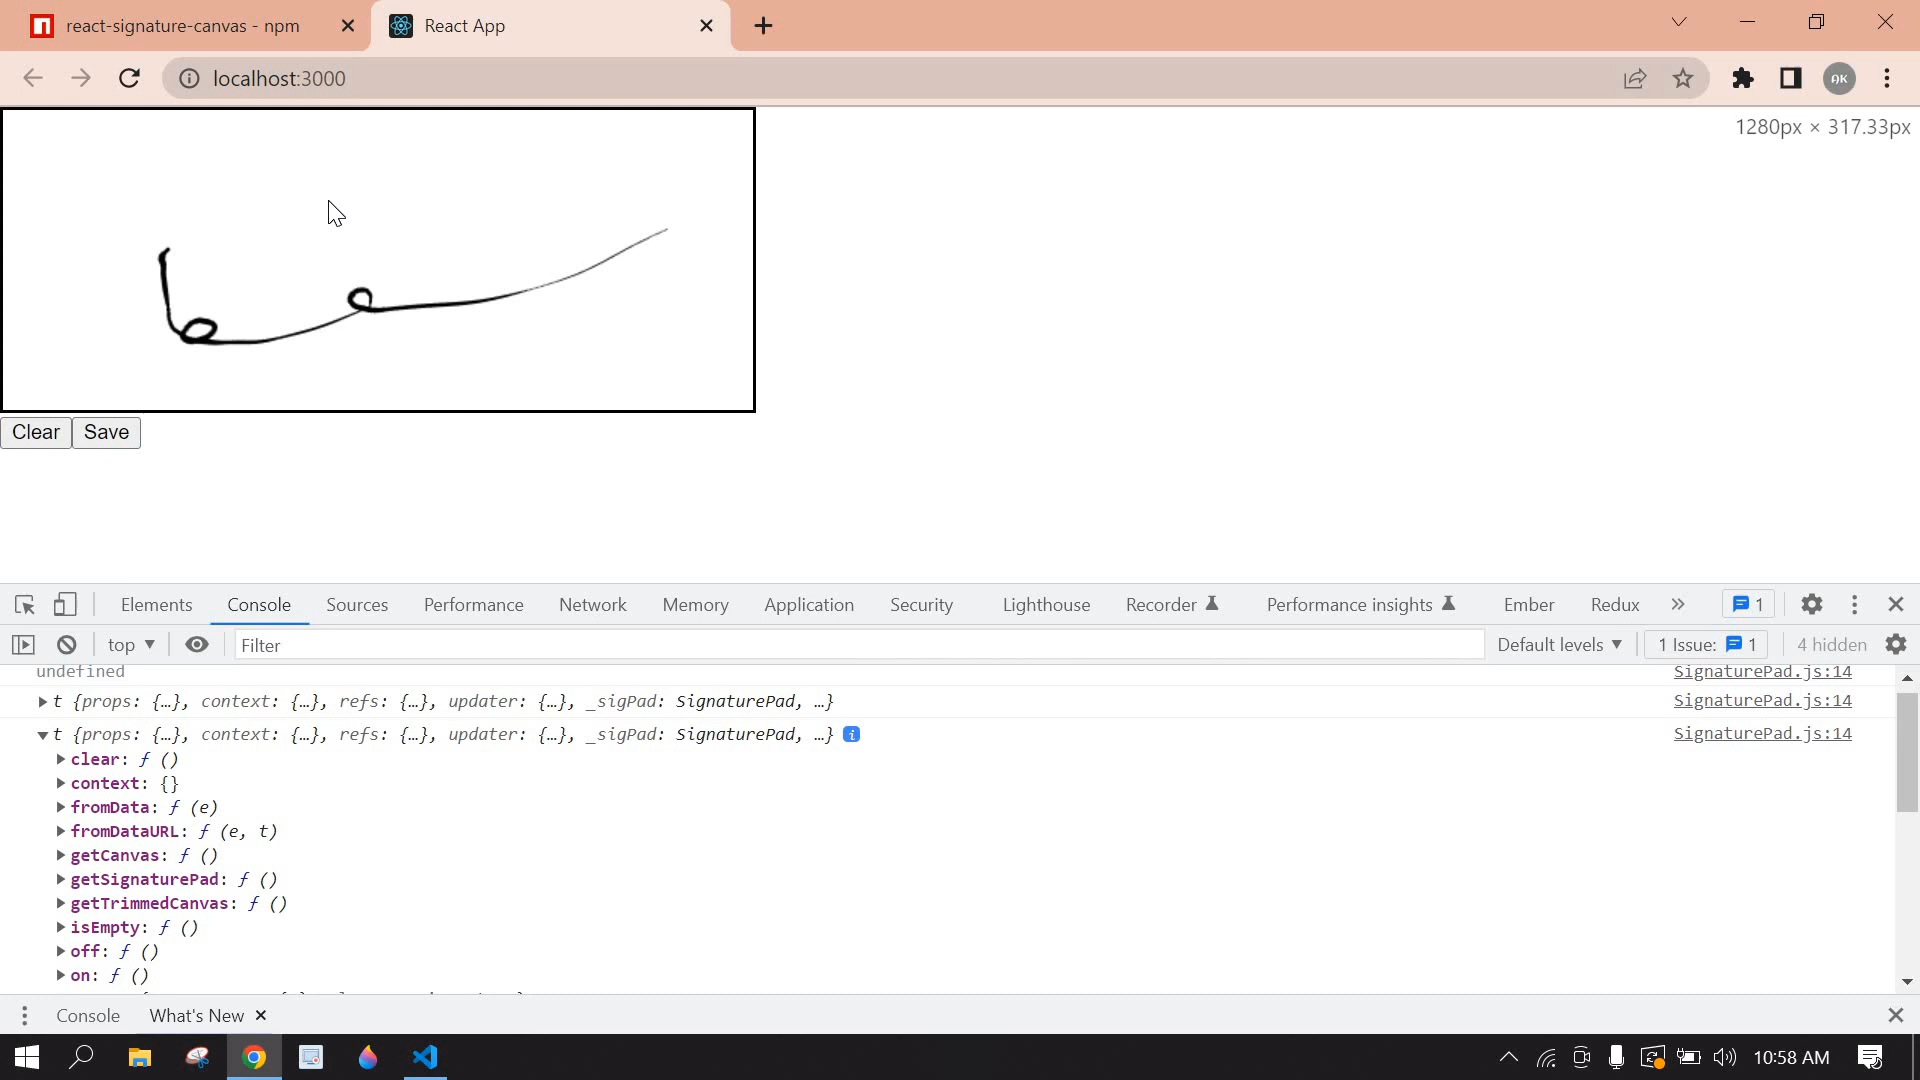 react-signature-canvas - npm
React App
localhost:3000
AK
1280px × 317.33px
Clear Save
Elements Console Sources Performance Network Memory Application Security Lighthouse Recorder Performance insights Ember Redux » 1
top Filter Default levels 1 Issue: 1 4 hidden
undefined SignaturePad.js:14
t {props: {…}, context: {…}, refs: {…}, updater: {…}, _sigPad: SignaturePad, …} SignaturePad.js:14
t {props: {…}, context: {…}, refs: {…}, updater: {…}, _sigPad: SignaturePad, …} i SignaturePad.js:14
clear: ƒ ()
context: {}
fromData: ƒ (e)
fromDataURL: ƒ (e, t)
getCanvas: ƒ ()
getSignaturePad: ƒ ()
getTrimmedCanvas: ƒ ()
isEmpty: ƒ ()
off: ƒ ()
on: ƒ ()
Console What's New
10:58 AM